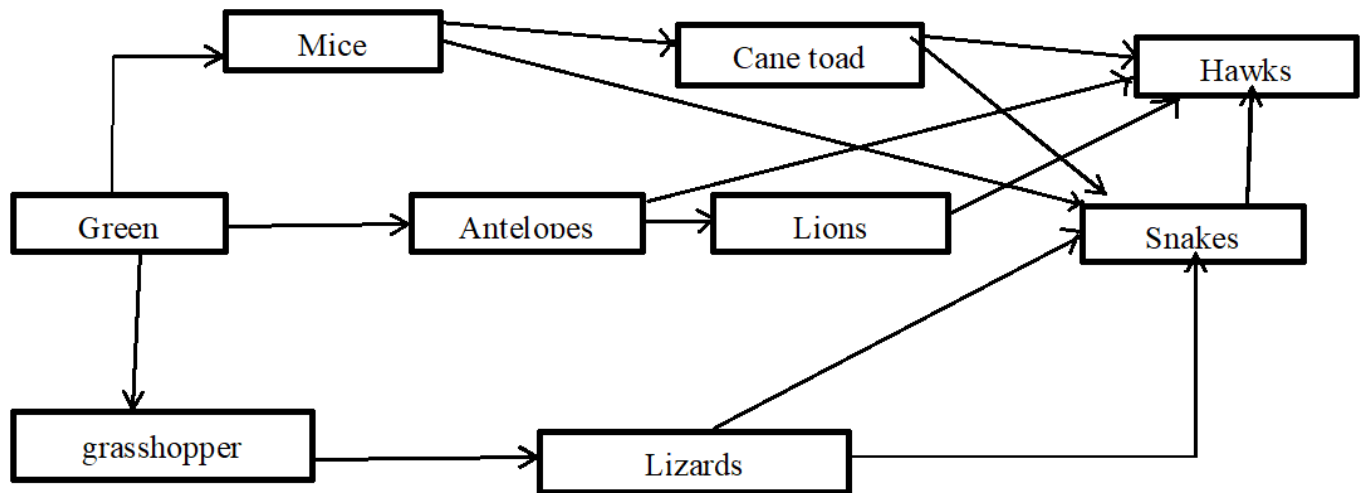 Mice
Cane toad
Hawks
Green
Antelopes
Lions
Snakes
grasshopper
Lizards